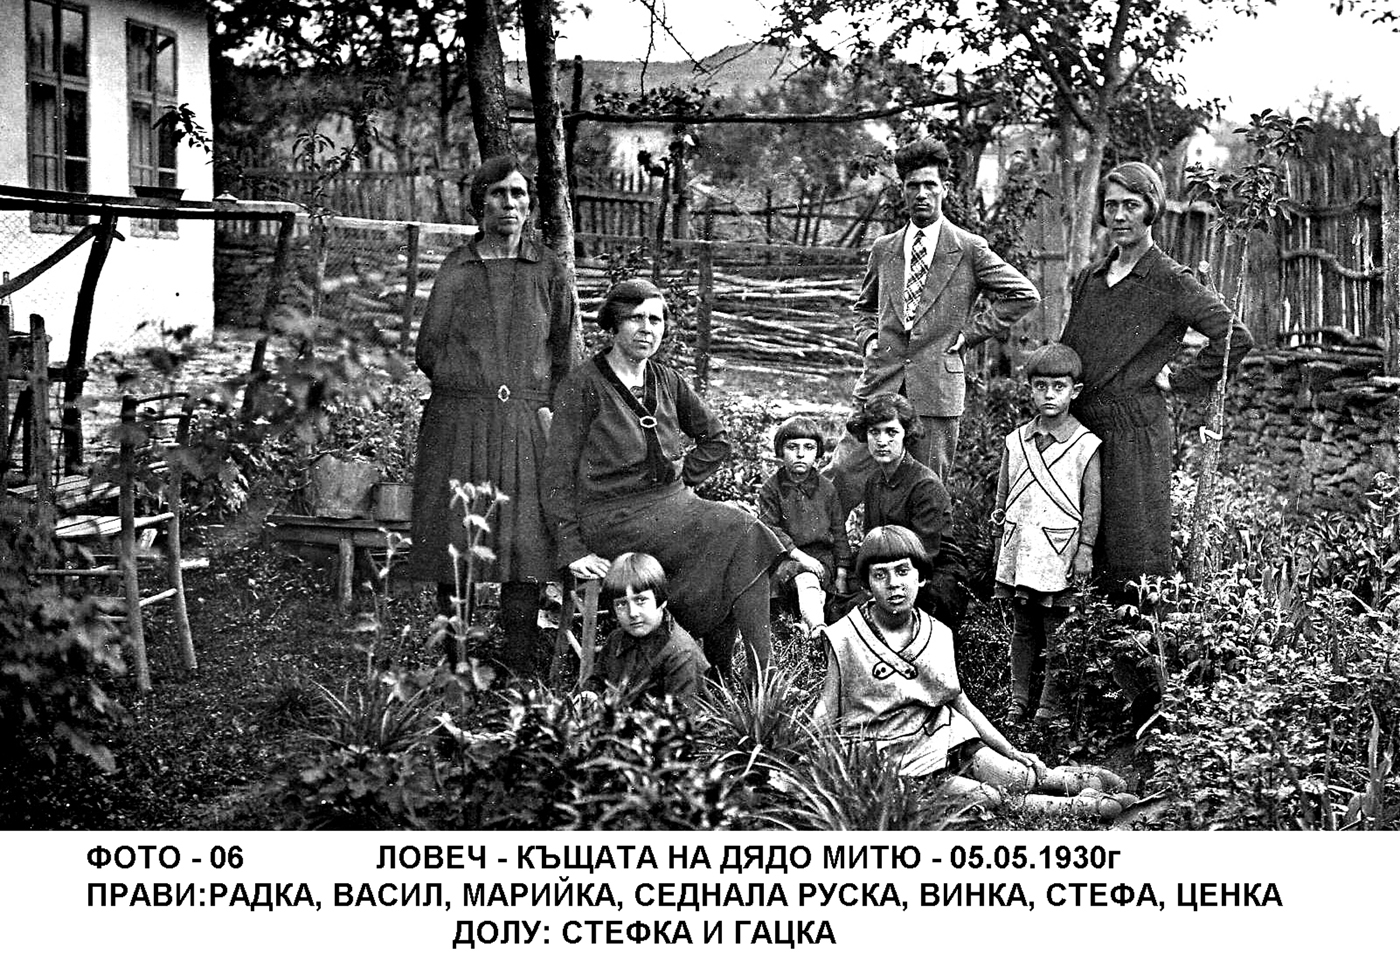 ФОТО - 06 ЛОВЕЧ - КЪЩАТА НА ДЯДО МИТЮ - 05.05.1930г
ПРАВИ:РАДКА, ВАСИЛ, МАРИЙКА, СЕДНАЛА РУСКА, ВИНКА, СТЕФА, ЦЕНКА
ДОЛУ: СТЕФКА И ГАЦКА